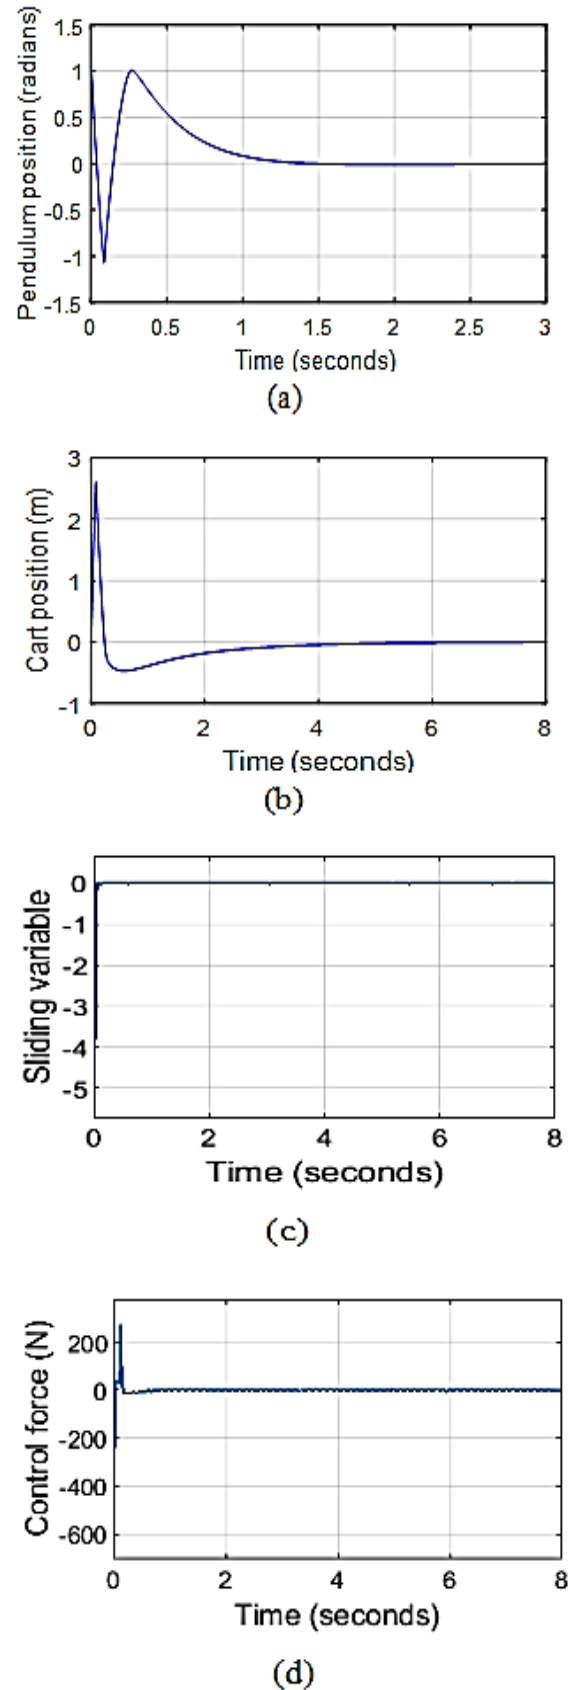 Pendulum position (radians)
1.5
1
0.5
0
-0.5
-1
-1.5
0 0.5 1 1.5 2 2.5 3
Time (seconds)
(a)
Cart position (m)
3
2
1
0
-1
0 2 4 6 8
Time (seconds)
(b)
Sliding variable
0
-1
-2
-3
-4
-5
0 2 4 6 8
Time (seconds)
(c)
Control force (N)
200
0
-200
-400
-600
0 2 4 6 8
Time (seconds)
(d)